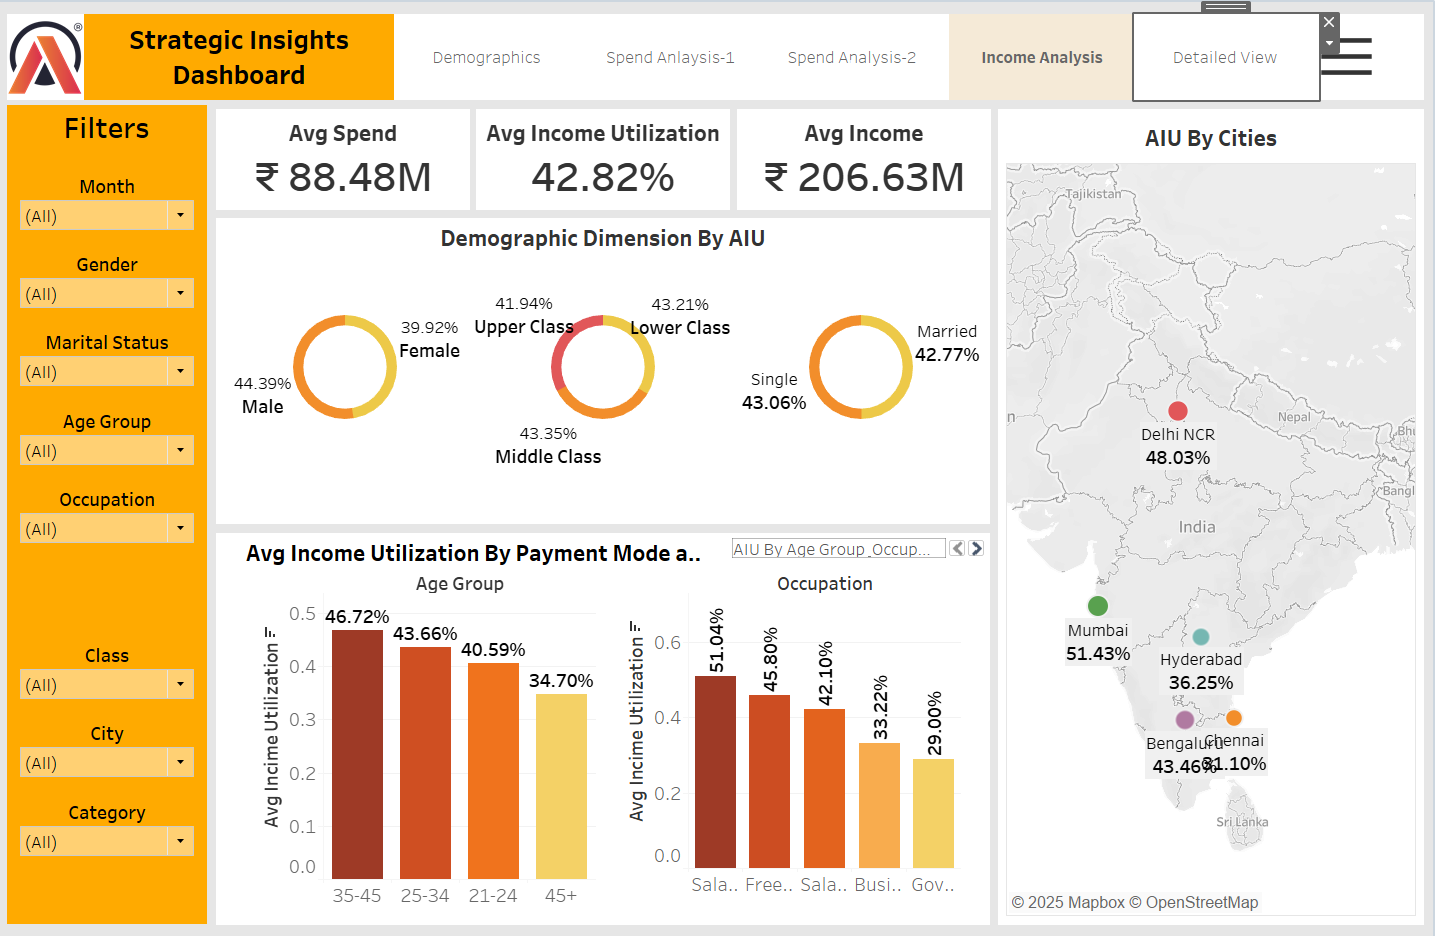 ®
Strategic Insights
Dashboard
Demographics
Spend Anlaysis-1
Spend Analysis-2
Income Analysis
Detailed View
Filters
Month
(All)
Gender
(All)
Marital Status
(All)
Age Group
(All)
Occupation
(All)
Class
(All)
City
(All)
Category
(All)
Avg Spend
₹ 88.48M
Avg Income Utilization
42.82%
Avg Income
₹ 206.63M
Demographic Dimension By AIU
39.92%
Female
44.39%
Male
41.94%
Upper Class
43.21%
Lower Class
43.35%
Middle Class
Married
42.77%
Single
43.06%
Avg Income Utilization By Payment Mode a..
AIU By Age Group ,Occup...
Age Group
Avg Incime Utilization
0.5
0.4
0.3
0.2
0.1
0.0
46.72%
43.66%
40.59%
34.70%
35-45
25-34
21-24
45+
Occupation
Avg Incime Utilization
0.6
0.4
0.2
0.0
51.04%
45.80%
42.10%
33.22%
29.00%
Sala..
Free..
Sala..
Busi..
Gov..
AIU By Cities
Tajikistan
Nepal
Bhu
Bangl
India
Sri Lanka
n
Delhi NCR
48.03%
Mumbai
51.43%
Hyderabad
36.25%
Bengaluru
43.46%
Chennai
31.10%
© 2025 Mapbox © OpenStreetMap